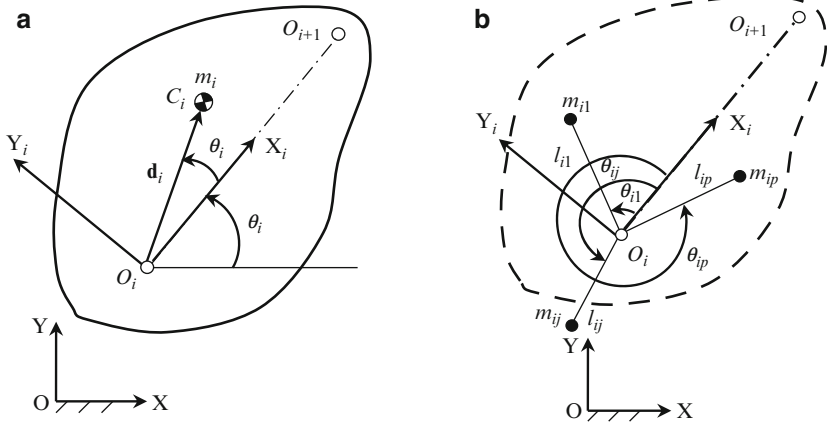 a
O_{i+1}
m_i
C_i
Y_i
X_i
θ_i
d_i
θ_i
O_i
Y
O
X
b
O_{i+1}
m_{i1}
Y_i
X_i
l_{i1}
θ_{ij}
l_{ip}
m_{ip}
θ_{i1}
O_i
θ_{ip}
m_{ij}
l_{ij}
Y
O
X